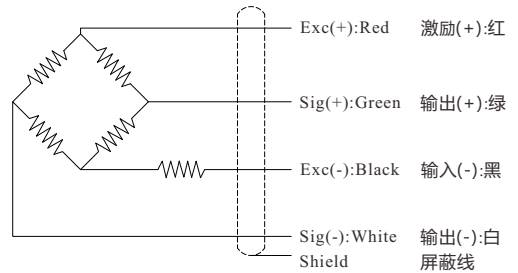 Exc(+):Red 激励(+):红
Sig(+):Green 输出(+):绿
Exc(-):Black 输入(-):黑
Sig(-):White 输出(-):白
Shield 屏蔽线